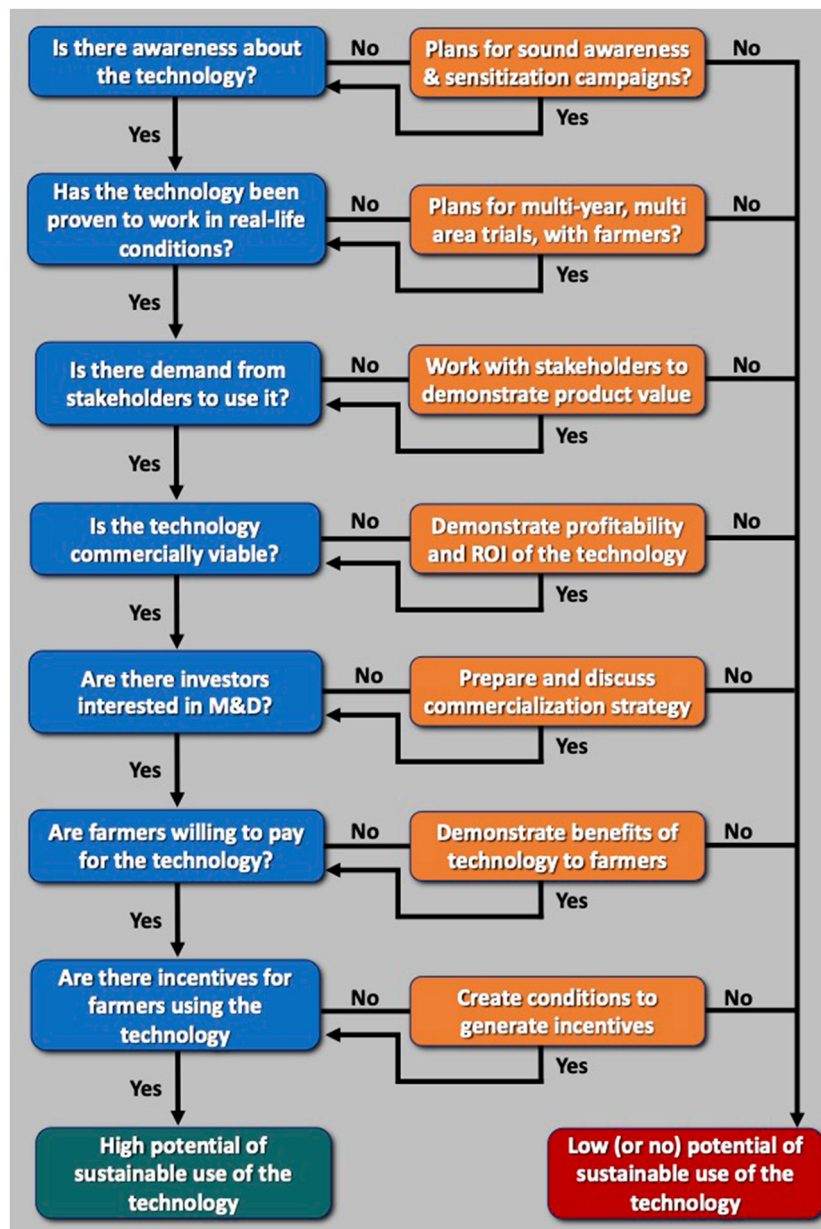 Is there awareness about
the technology?
No
Plans for sound awareness
& sensitization campaigns?
No
Yes
Yes
Has the technology been
proven to work in real-life
conditions?
No
Plans for multi-year, multi
area trials, with farmers?
No
Yes
Yes
Is there demand from
stakeholders to use it?
No
Work with stakeholders to
demonstrate product value
No
Yes
Yes
Is the technology
commercially viable?
No
Demonstrate profitability
and ROI of the technology
No
Yes
Yes
Are there investors
interested in M&D?
No
Prepare and discuss
commercialization strategy
No
Yes
Yes
Are farmers willing to pay
for the technology?
No
Demonstrate benefits of
technology to farmers
No
Yes
Yes
Are there incentives for
farmers using the
technology
No
Create conditions to
generate incentives
No
Yes
Yes
High potential of
sustainable use of the
technology
Low (or no) potential of
sustainable use of the
technology